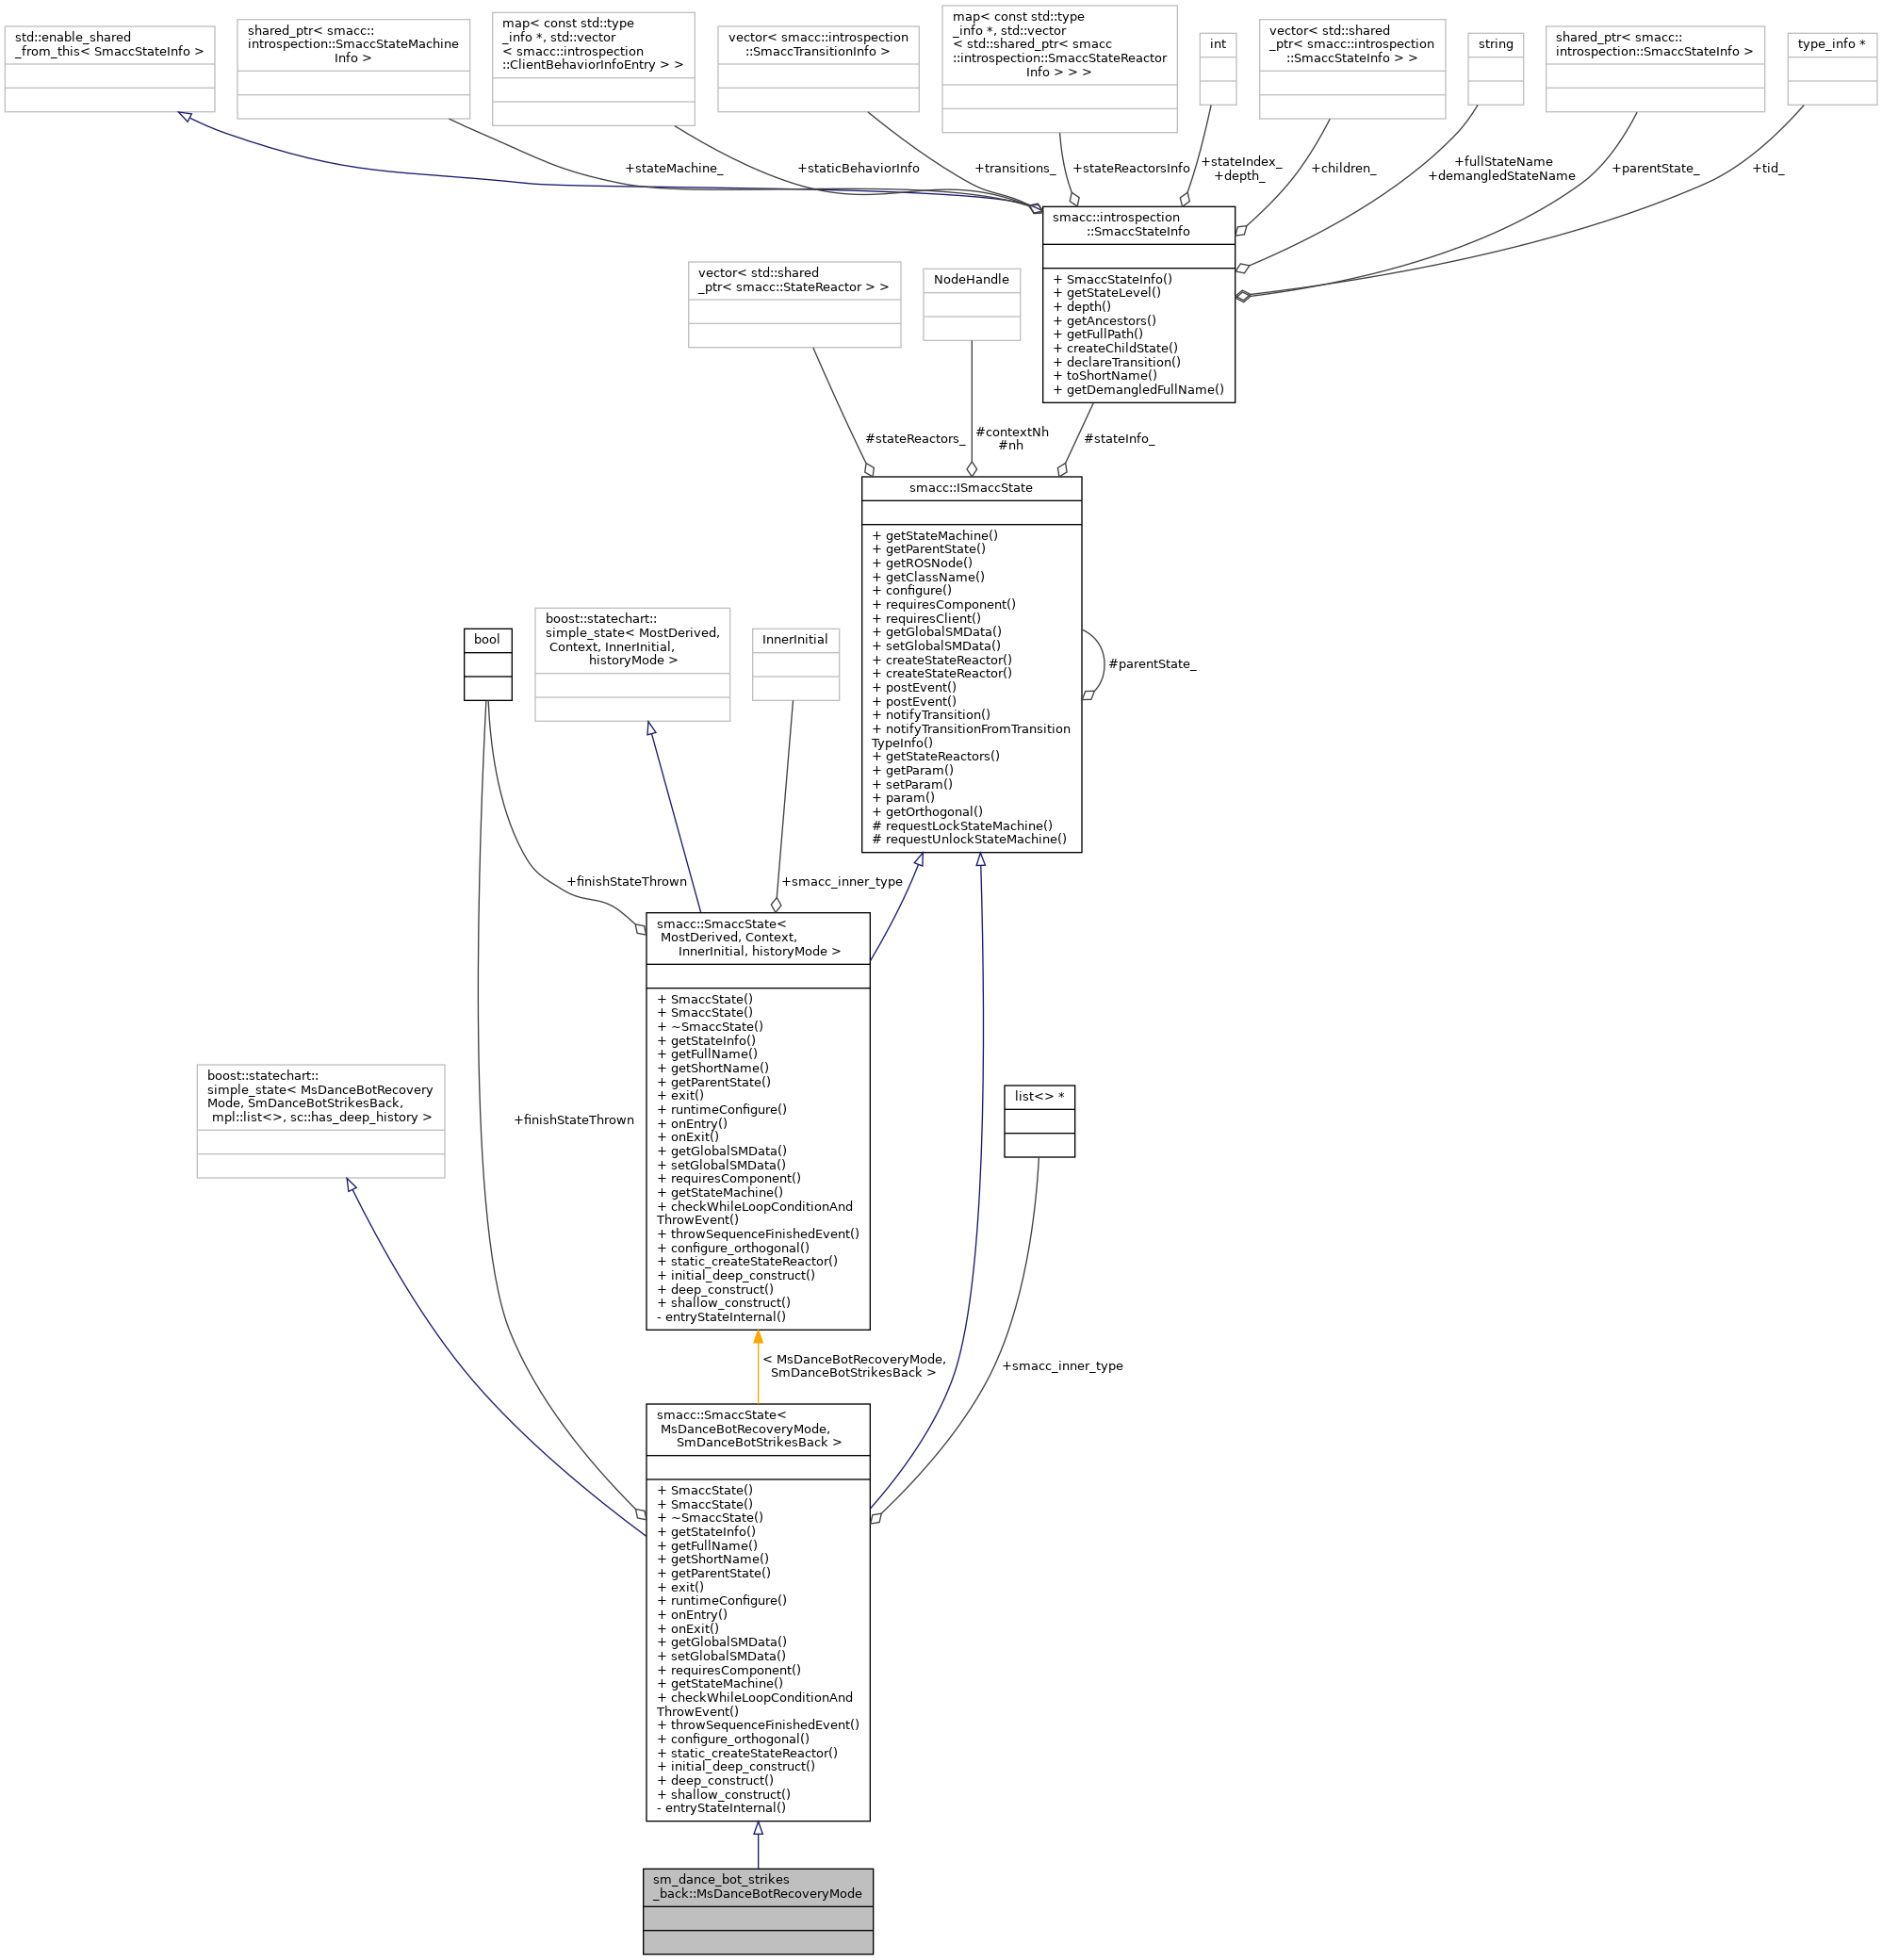 std::enable_shared
_from_this< SmaccStateInfo >
shared_ptr< smacc::
introspection::SmaccStateMachine
Info >
map< const std::type
_info *, std::vector
< smacc::introspection
::ClientBehaviorInfoEntry > >
vector< smacc::introspection
::SmaccTransitionInfo >
map< const std::type
_info *, std::vector
< std::shared_ptr< smacc
::introspection::SmaccStateReactor
Info > > >
int
vector< std::shared
_ptr< smacc::introspection
::SmaccStateInfo > >
string
shared_ptr< smacc::
introspection::SmaccStateInfo >
type_info *
+stateMachine_
+staticBehaviorInfo
+transitions_
+stateReactorsInfo
+stateIndex_
+depth_
+children_
+fullStateName
+demangledStateName
+parentState_
+tid_
smacc::introspection
::SmaccStateInfo
+ SmaccStateInfo()
+ getStateLevel()
+ depth()
+ getAncestors()
+ getFullPath()
+ createChildState()
+ declareTransition()
+ toShortName()
+ getDemangledFullName()
vector< std::shared
_ptr< smacc::StateReactor > >
NodeHandle
#stateReactors_
#contextNh
#nh
#stateInfo_
smacc::ISmaccState
+ getStateMachine()
+ getParentState()
+ getROSNode()
+ getClassName()
+ configure()
+ requiresComponent()
+ requiresClient()
+ getGlobalSMData()
+ setGlobalSMData()
+ createStateReactor()
+ createStateReactor()
+ postEvent()
+ postEvent()
+ notifyTransition()
+ notifyTransitionFromTransition
TypeInfo()
+ getStateReactors()
+ getParam()
+ setParam()
+ param()
+ getOrthogonal()
# requestLockStateMachine()
# requestUnlockStateMachine()
#parentState_
bool
boost::statechart::
simple_state< MostDerived,
Context, InnerInitial,
historyMode >
InnerInitial
+finishStateThrown
+smacc_inner_type
smacc::SmaccState<
MostDerived, Context,
InnerInitial, historyMode >
+ SmaccState()
+ SmaccState()
+ ~SmaccState()
+ getStateInfo()
+ getFullName()
+ getShortName()
+ getParentState()
+ exit()
+ runtimeConfigure()
+ onEntry()
+ onExit()
+ getGlobalSMData()
+ setGlobalSMData()
+ requiresComponent()
+ getStateMachine()
+ checkWhileLoopConditionAnd
ThrowEvent()
+ throwSequenceFinishedEvent()
+ configure_orthogonal()
+ static_createStateReactor()
+ initial_deep_construct()
+ deep_construct()
+ shallow_construct()
- entryStateInternal()
boost::statechart::
simple_state< MsDanceBotRecovery
Mode, SmDanceBotStrikesBack,
mpl::list<>, sc::has_deep_history >
+finishStateThrown
list<> *
< MsDanceBotRecoveryMode,
SmDanceBotStrikesBack >
+smacc_inner_type
smacc::SmaccState<
MsDanceBotRecoveryMode,
SmDanceBotStrikesBack >
+ SmaccState()
+ SmaccState()
+ ~SmaccState()
+ getStateInfo()
+ getFullName()
+ getShortName()
+ getParentState()
+ exit()
+ runtimeConfigure()
+ onEntry()
+ onExit()
+ getGlobalSMData()
+ setGlobalSMData()
+ requiresComponent()
+ getStateMachine()
+ checkWhileLoopConditionAnd
ThrowEvent()
+ throwSequenceFinishedEvent()
+ configure_orthogonal()
+ static_createStateReactor()
+ initial_deep_construct()
+ deep_construct()
+ shallow_construct()
- entryStateInternal()
sm_dance_bot_strikes
_back::MsDanceBotRecoveryMode